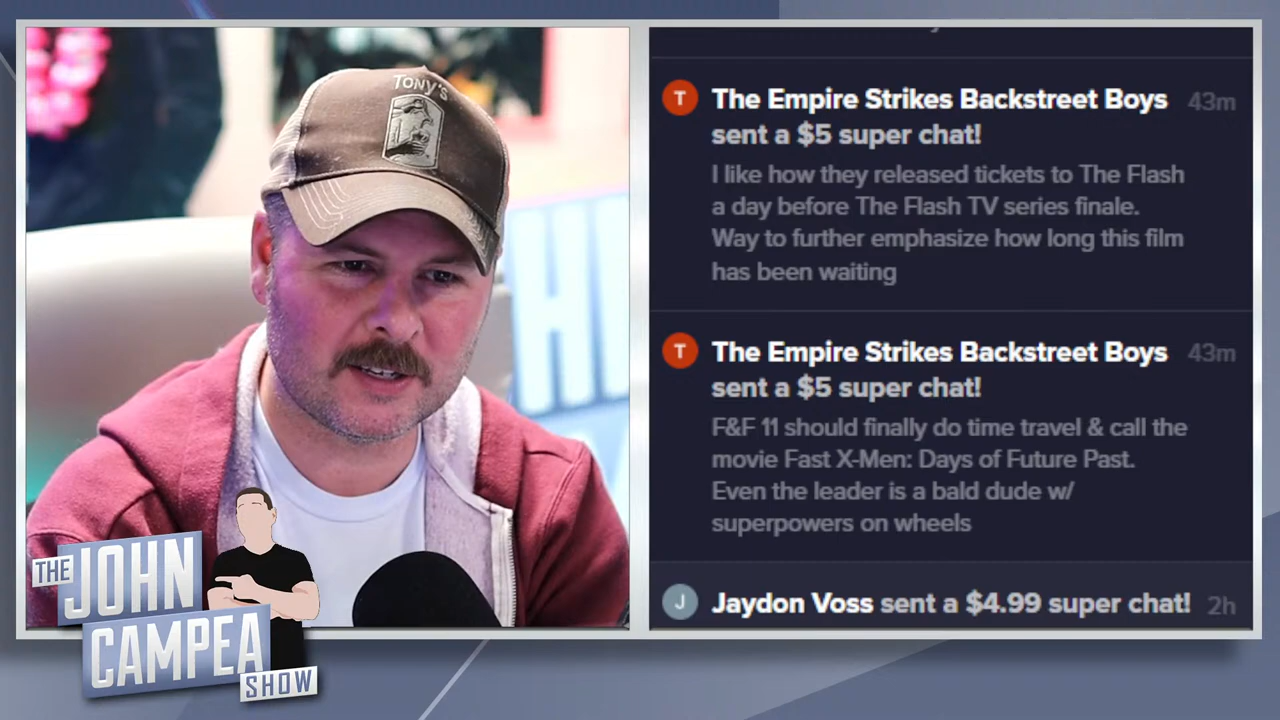 TONY'S
The Empire Strikes Backstreet Boys 43m
sent a $5 super chat!
I like how they released tickets to The Flash
a day before The Flash TV series finale.
Way to further emphasize how long this film
has been waiting
The Empire Strikes Backstreet Boys 43m
sent a $5 super chat!
F&F 11 should finally do time travel & call the
movie Fast X-Men: Days of Future Past.
Even the leader is a bald dude w/
superpowers on wheels
Jaydon Voss sent a $4.99 super chat! 2h
T
T
J
THE
JOHN
CAMPEA
SHOW